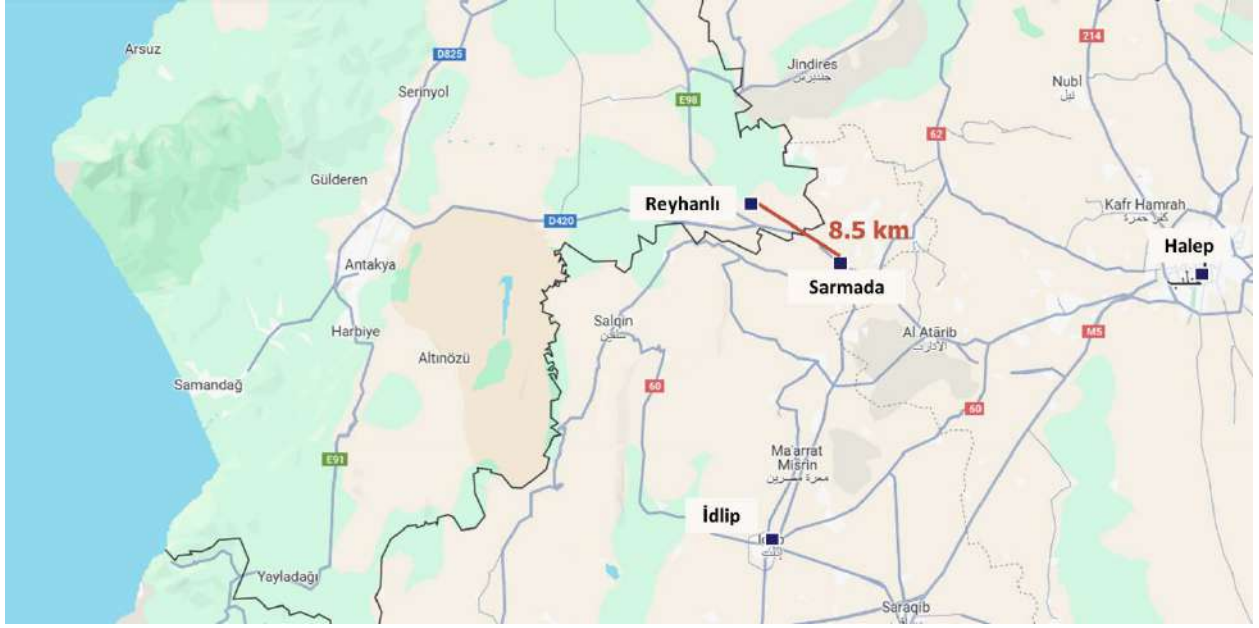 Arsuz
D825
Jindires
جنديرس
214
Nubl
نبل
Serinyol
E98
62
Gülderen
Reyhanlı
Kafr Hamrah
كفر حمرة
D420
8.5 km
Halep
Antakya
Sarmada
Harbiye
Salqin
سلقين
Al Atārib
الأتارب
M5
Altınözü
Samandağ
60
60
Ma'arrat
Misrin
معرة مصرين
E91
İdlip
Yayladağı
Saraqib